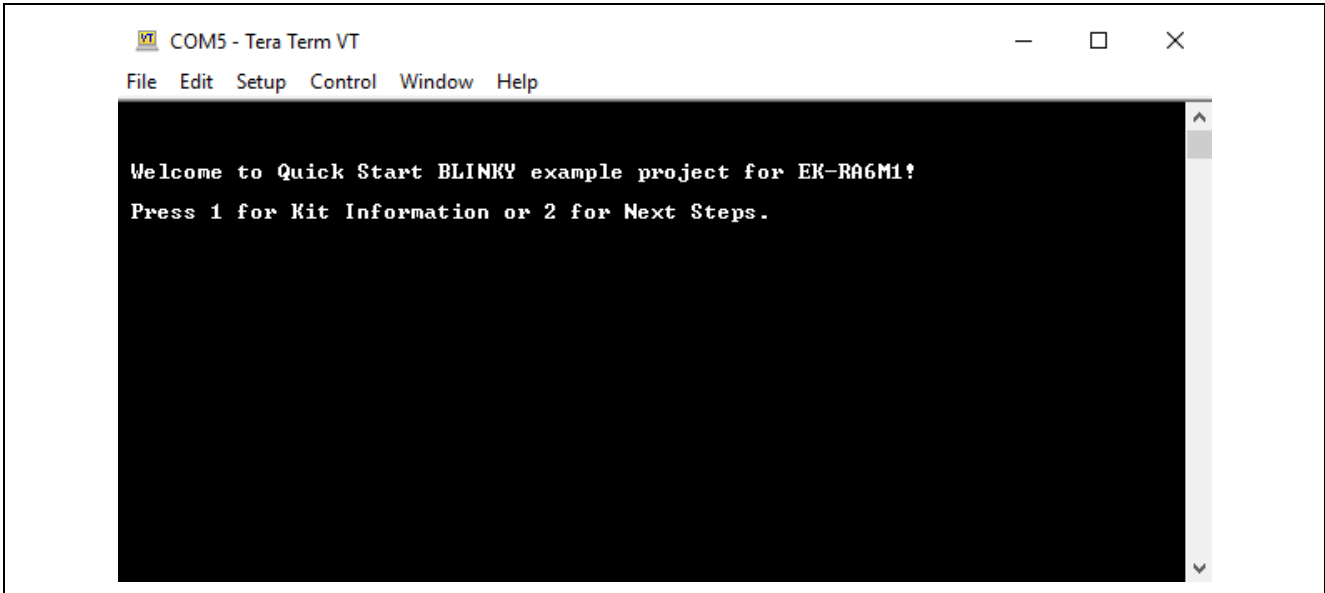 VT COM5 - Tera Term VT
File Edit Setup Control Window Help
Welcome to Quick Start BLINKY example project for EK-RA6M1!
Press 1 for Kit Information or 2 for Next Steps.